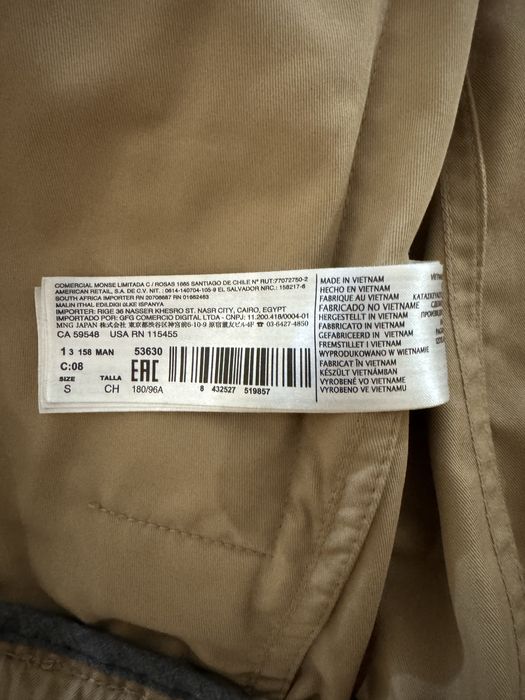 COMERCIAL MONSE LIMITADA C / ROSAS 1665 SANTIAGO DE CHILE Nº RUT:77072750-2
AMERICAN RETAIL, S.A. DE C.V. NIT. : 0614-140704-105-9 EL SALVADOR NRC.: 158217-6
SOUTH AFRICA IMPORTER RN 20706687 RN 01662463
MALIN ITHAL EDILDIGI ÜLKE ISPANYA
IMPORTER: RIGE 36 NASSER KHESRO ST. NASR CITY, CAIRO, EGYPT
IMPORTADO POR: GFG COMERCIO DIGITAL LTDA - CNPJ: 11.200.418/0004-01
MNG JAPAN 株式会社 東京都渋谷区神宮前6-10-9 原宿董友ビル4F ☎ 03-6427-4850
CA 59548 USA RN 115455
1 3 158 MAN 53630
C:08 EAC
SIZE TALLA
S CH 180/96A
8 432527 519857
MADE IN VIETNAM
HECHO EN VIETNAM
FABRIQUE AU VIETNAM
FABRICADO NO VIETNAME
HERGESTELLT IN VIETNAM
FABBRICATO IN VIETNAM
GEFABRICEERD IN VIETNAM
FREMSTILLET I VIETNAM
WYPRODUKOWANO W WIETNAMIE
FABRICAT ÎN VIETNAM
KÉSZÜLT VIETNÁMBAN
VYROBENÉ VO VIETNAME
VYROBENO VE VIETNAMU